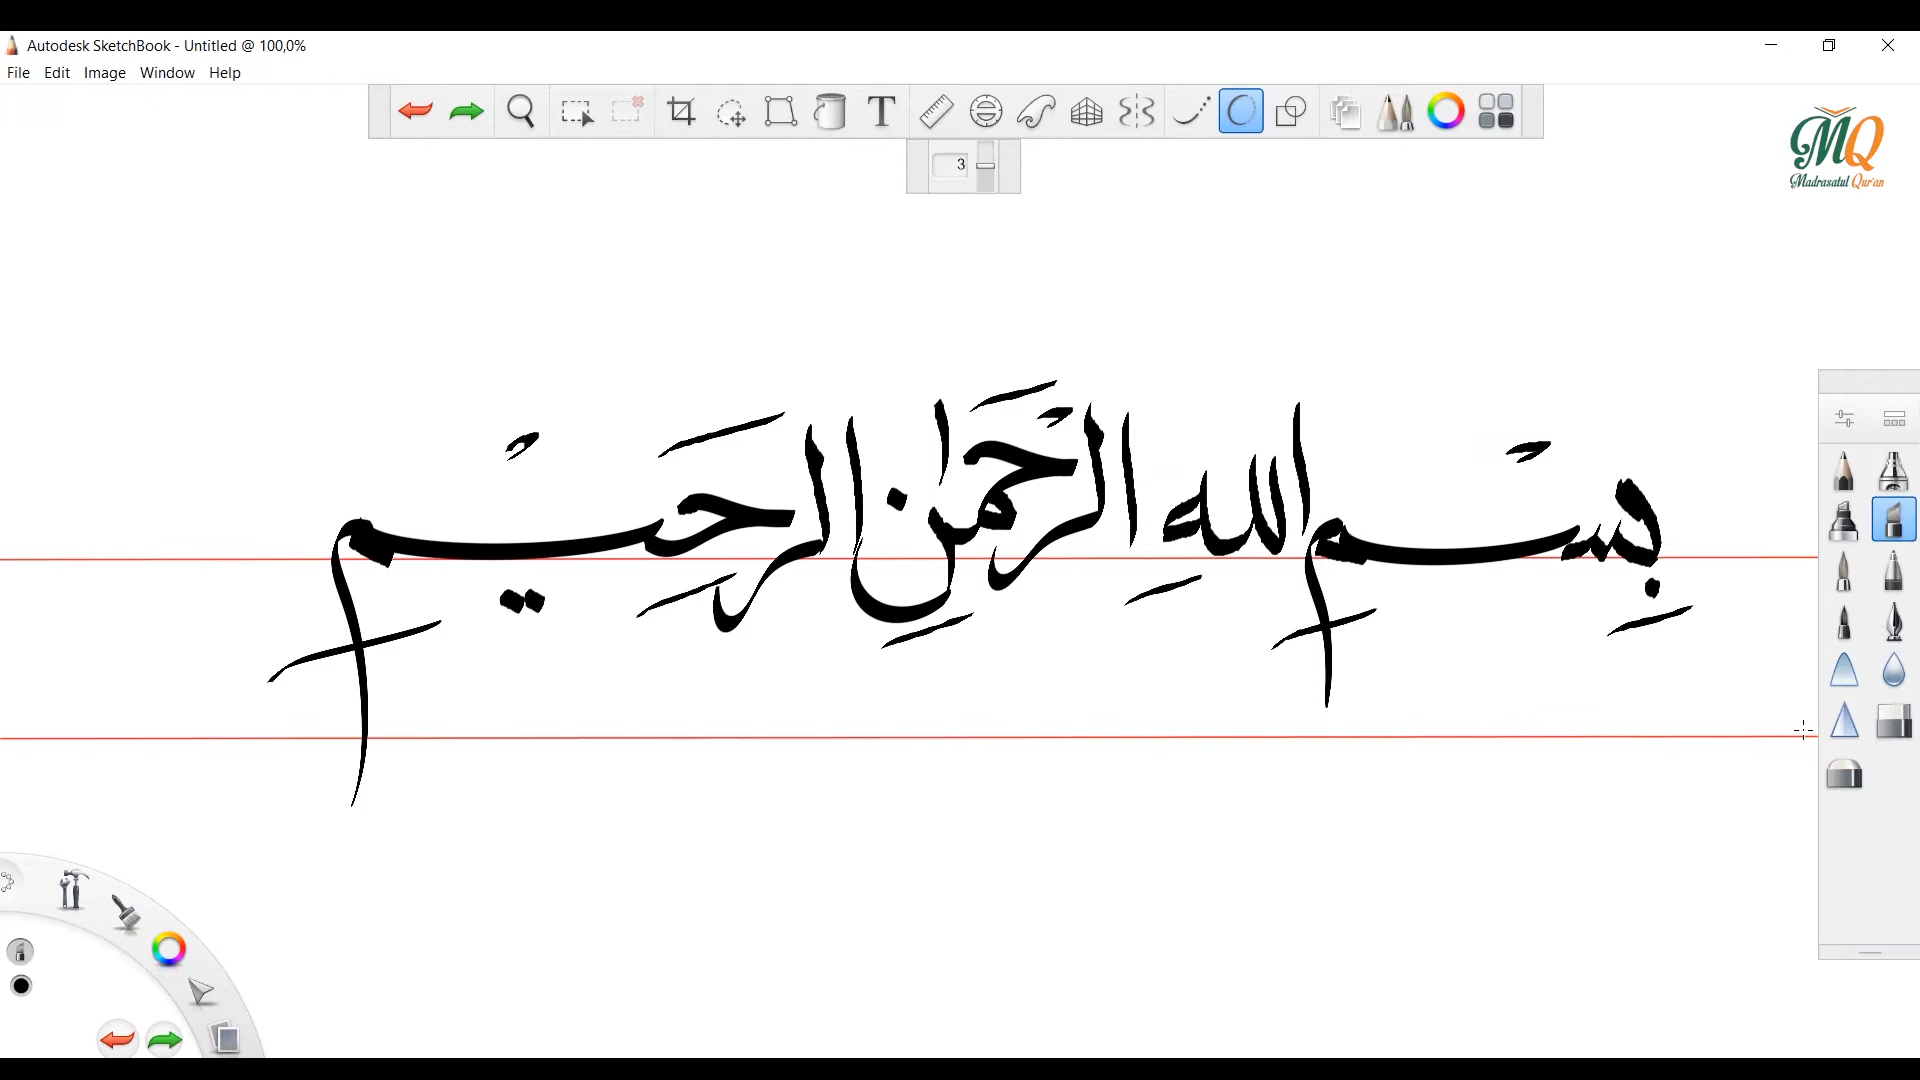 Autodesk SketchBook - Untitled @ 100,0%
File Edit Image Window Help
T
3
MQ
Madrasatul Qur'an
بِسْمِ اللهِ الرَّحْمٰنِ الرَّحِيْمِ